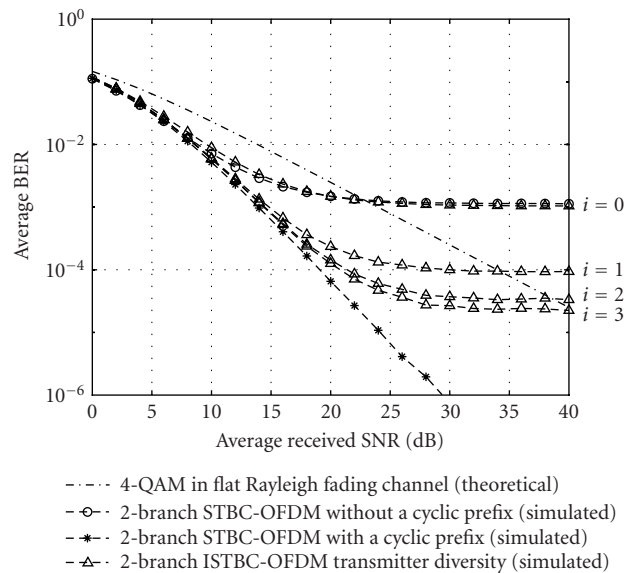 10^0
10^-2
10^-4
10^-6
Average BER
0 5 10 15 20 25 30 35 40
Average received SNR (dB)
i = 0
i = 1
i = 2
i = 3
4-QAM in flat Rayleigh fading channel (theoretical)
2-branch STBC-OFDM without a cyclic prefix (simulated)
2-branch STBC-OFDM with a cyclic prefix (simulated)
2-branch ISTBC-OFDM transmitter diversity (simulated)